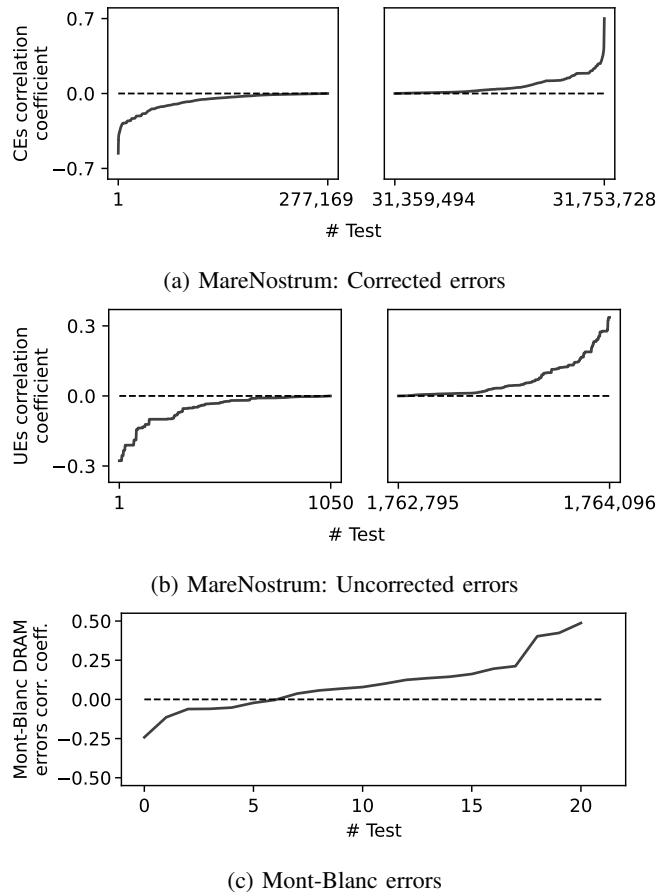 CEs correlation
coefficient
0.7
0.0
−0.7
1
277,169
31,359,494
31,753,728
# Test
(a) MareNostrum: Corrected errors
UEs correlation
coefficient
0.3
0.0
−0.3
1
1050
1,762,795
1,764,096
# Test
(b) MareNostrum: Uncorrected errors
Mont-Blanc DRAM
errors corr. coeff.
0.50
0.25
0.00
−0.25
−0.50
0
5
10
15
20
# Test
(c) Mont-Blanc errors